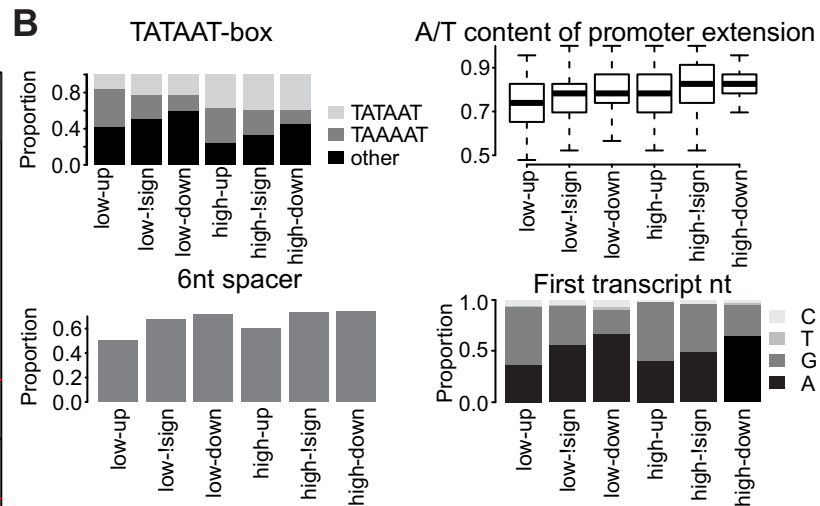 B
TATAAT-box
Proportion
0.8
0.4
0.0
low-up
low-!sign
low-down
high-up
high-!sign
high-down
TATAAT
TAAAAT
other
A/T content of promoter extension
0.9
0.7
0.5
low-up
low-!sign
low-down
high-up
high-!sign
high-down
6nt spacer
Proportion
0.6
0.4
0.2
0.0
low-up
low-!sign
low-down
high-up
high-!sign
high-down
First transcript nt
Proportion
1.0
0.5
0.0
low-up
low-!sign
low-down
high-up
high-!sign
high-down
C
T
G
A